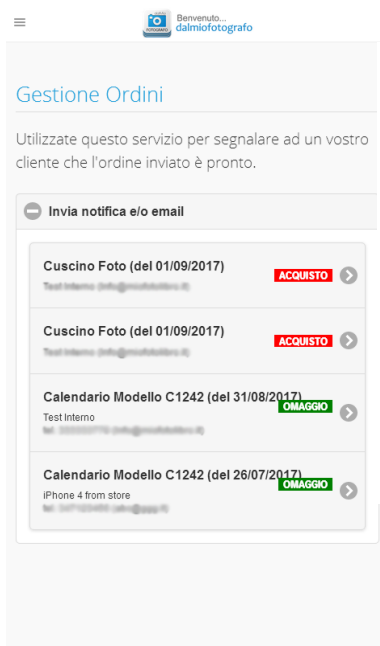 Benvenuto...
dalmiofotografo
FOTOGRAFO
Gestione Ordini
Utilizzate questo servizio per segnalare ad un vostro
cliente che l'ordine inviato è pronto.
Invia notifica e/o email
Cuscino Foto (del 01/09/2017)
ACQUISTO
Cuscino Foto (del 01/09/2017)
ACQUISTO
Calendario Modello C1242 (del 31/08/2017)
OMAGGIO
Test Interno
Calendario Modello C1242 (del 26/07/2017)
OMAGGIO
iPhone 4 from store